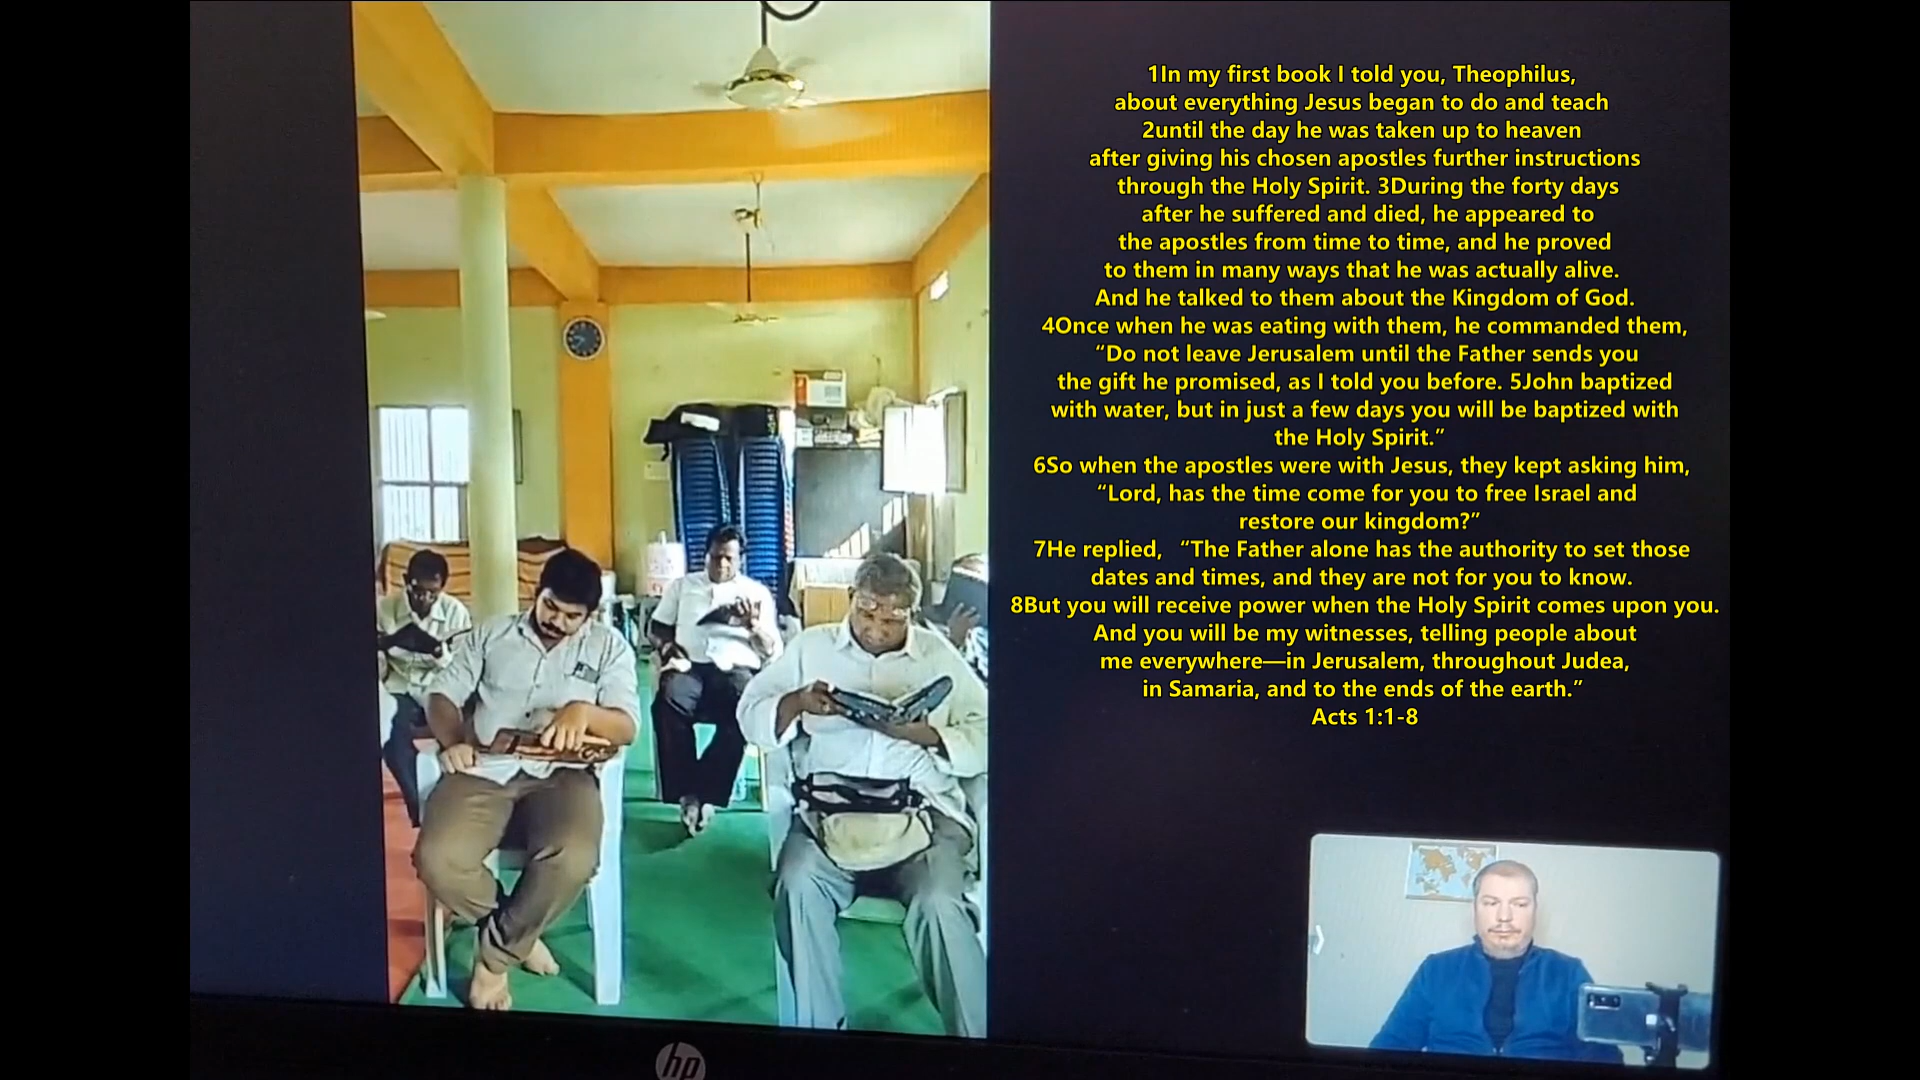 1In my first book I told you, Theophilus,
about everything Jesus began to do and teach
2until the day he was taken up to heaven
after giving his chosen apostles further instructions
through the Holy Spirit. 3During the forty days
after he suffered and died, he appeared to
the apostles from time to time, and he proved
to them in many ways that he was actually alive.
And he talked to them about the Kingdom of God.
4Once when he was eating with them, he commanded them,
“Do not leave Jerusalem until the Father sends you
the gift he promised, as I told you before. 5John baptized
with water, but in just a few days you will be baptized with
the Holy Spirit.”
6So when the apostles were with Jesus, they kept asking him,
“Lord, has the time come for you to free Israel and
restore our kingdom?”
7He replied,   “The Father alone has the authority to set those
dates and times, and they are not for you to know.
8But you will receive power when the Holy Spirit comes upon you.
And you will be my witnesses, telling people about
me everywhere—in Jerusalem, throughout Judea,
in Samaria, and to the ends of the earth.”
Acts 1:1-8
hp